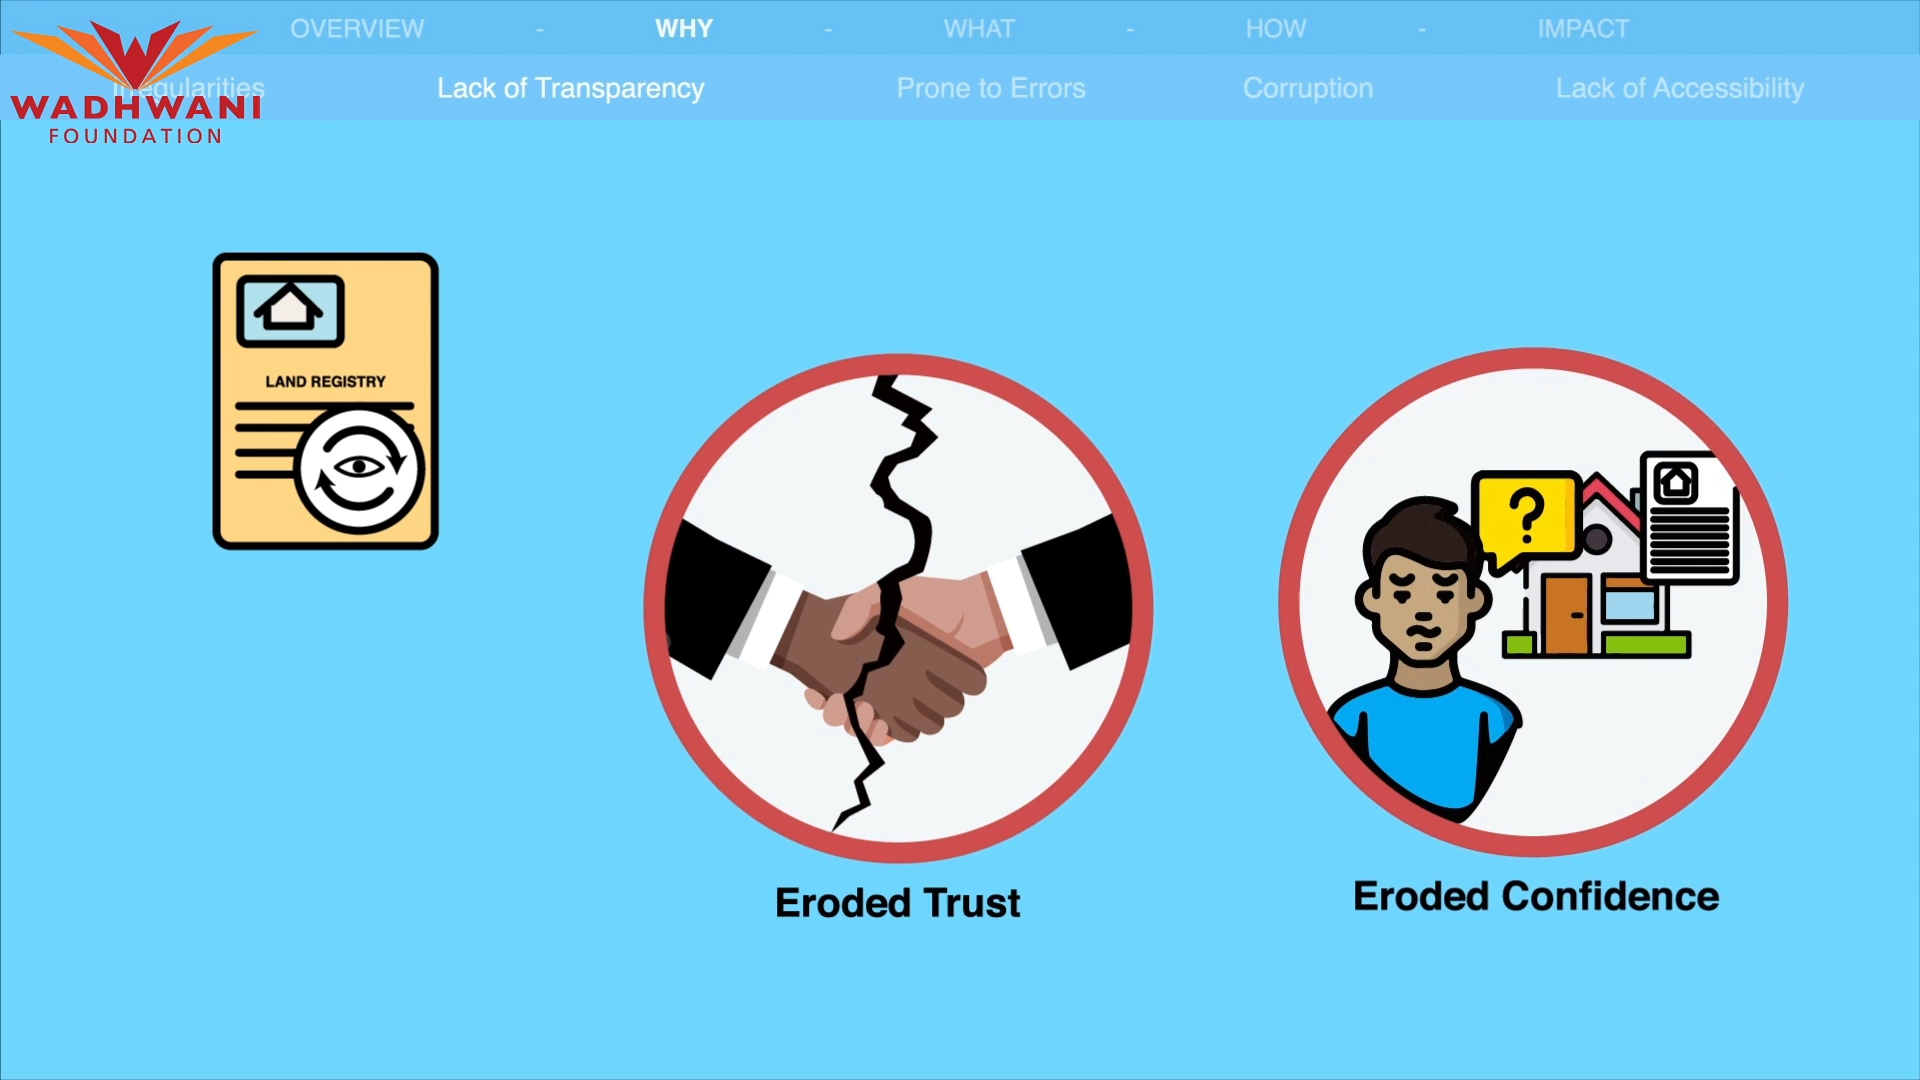 OVERVIEW - WHY - WHAT - HOW - IMPACT
Irregularities Lack of Transparency Prone to Errors Corruption Lack of Accessibility
WADHWANI
FOUNDATION
LAND REGISTRY
?
Eroded Trust
Eroded Confidence